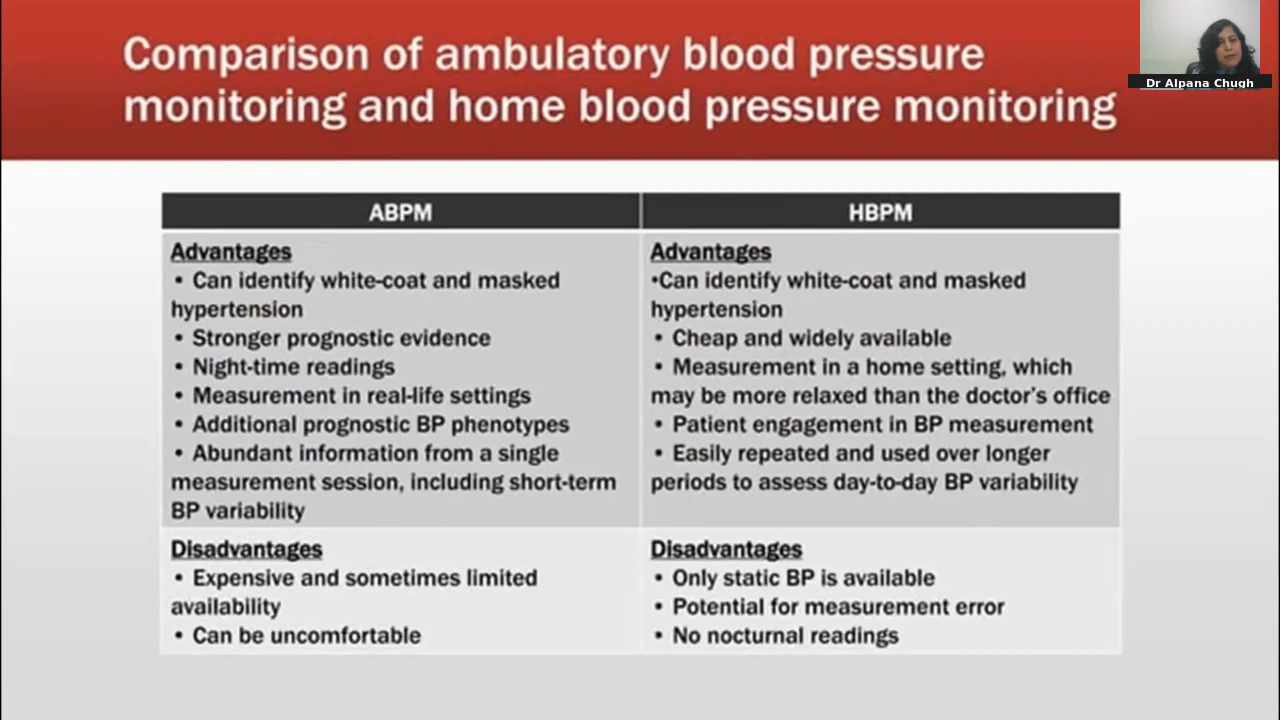 Comparison of ambulatory blood pressure
monitoring and home blood pressure monitoring
Dr Alpana Chugh
ABPM
HBPM
Advantages
• Can identify white-coat and masked
hypertension
• Stronger prognostic evidence
• Night-time readings
• Measurement in real-life settings
• Additional prognostic BP phenotypes
• Abundant information from a single
measurement session, including short-term
BP variability
Advantages
•Can identify white-coat and masked
hypertension
• Cheap and widely available
• Measurement in a home setting, which
may be more relaxed than the doctor's office
• Patient engagement in BP measurement
• Easily repeated and used over longer
periods to assess day-to-day BP variability
Disadvantages
• Expensive and sometimes limited
availability
• Can be uncomfortable
Disadvantages
• Only static BP is available
• Potential for measurement error
• No nocturnal readings